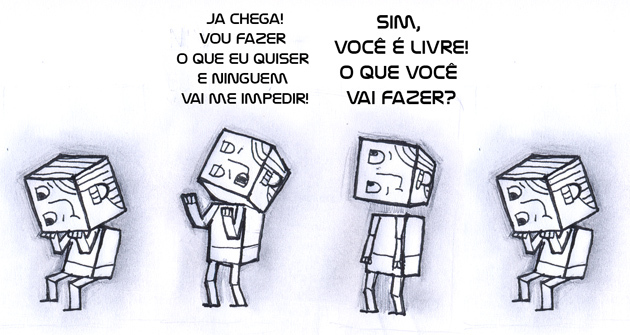 JA CHEGA!
VOU FAZER
O QUE EU QUISER
E NINGUEM
VAI ME IMPEDIR!
SIM,
VOCÊ É LIVRE!
O QUE VOCÊ
VAI FAZER?